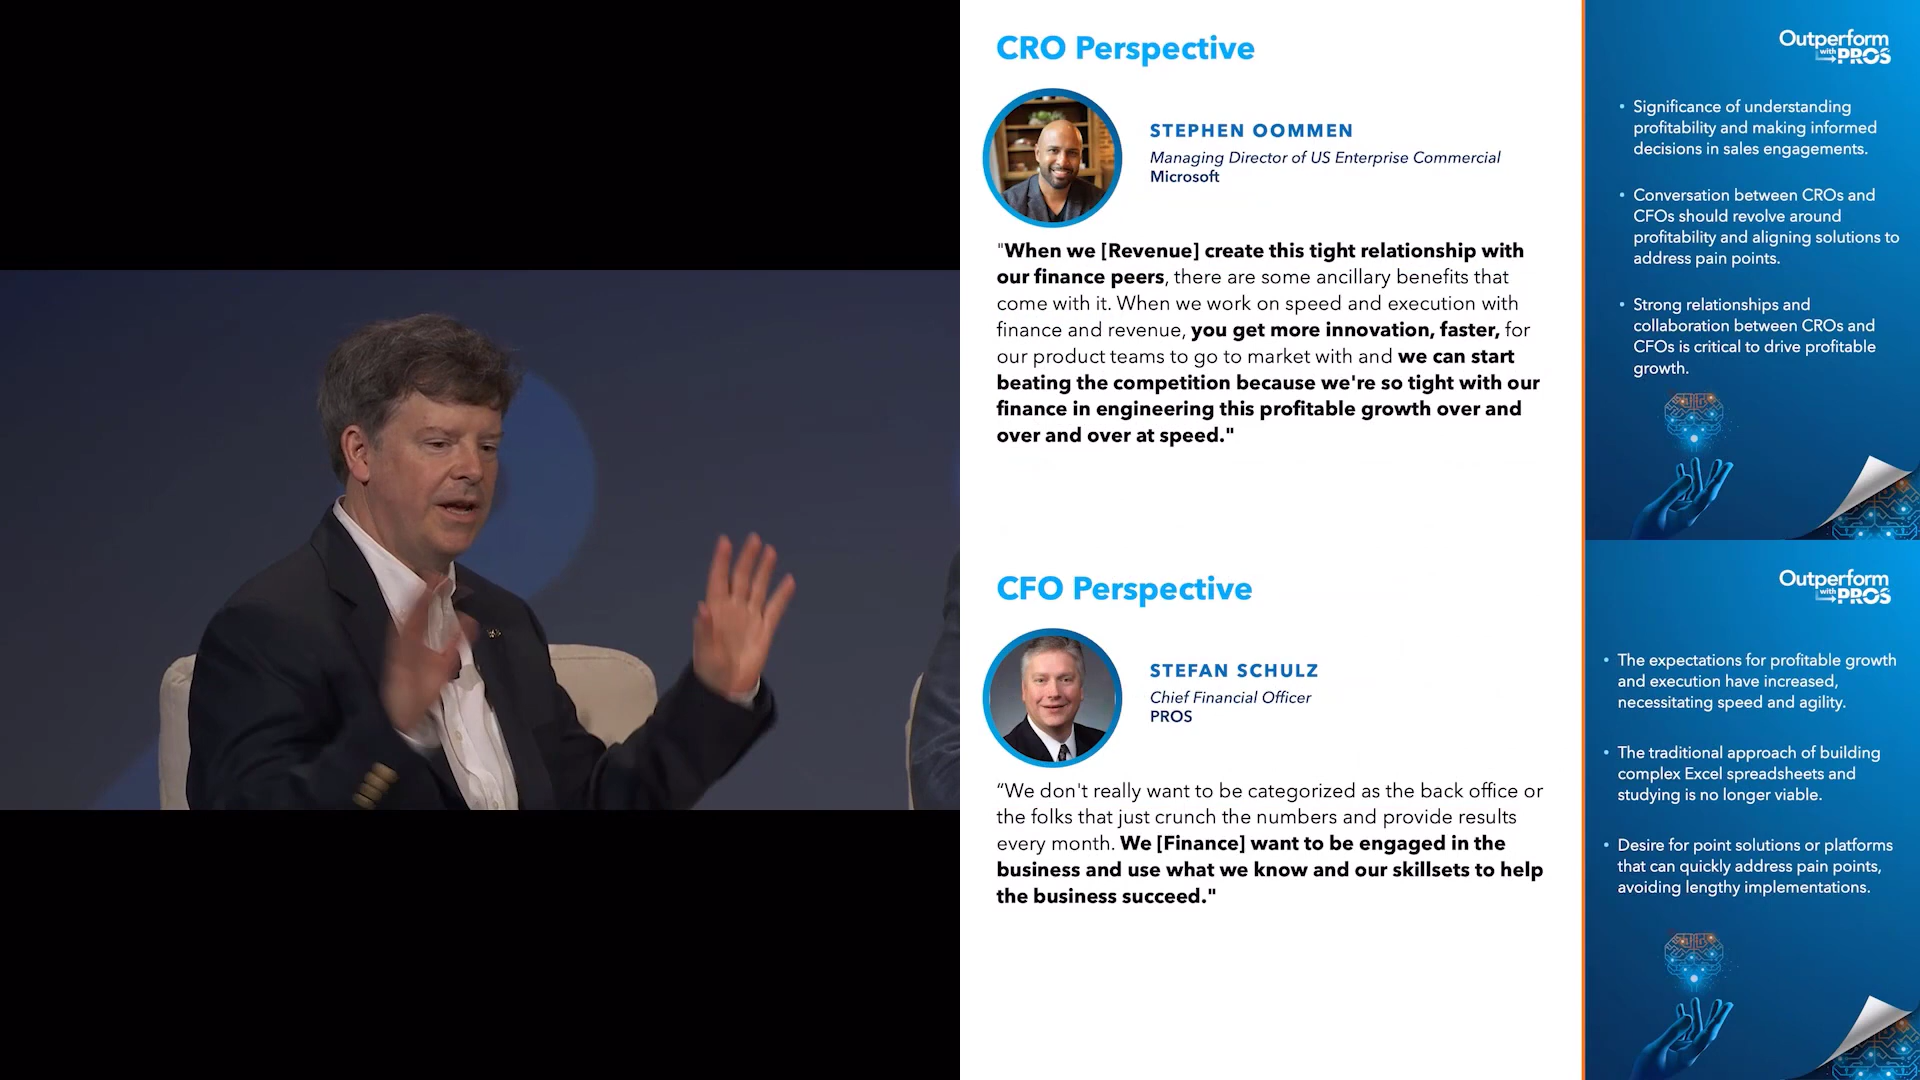 CRO Perspective
STEPHEN OOMMEN
Managing Director of US Enterprise Commercial
Microsoft
"When we [Revenue] create this tight relationship with
our finance peers, there are some ancillary benefits that
come with it. When we work on speed and execution with
finance and revenue, you get more innovation, faster, for
our product teams to go to market with and we can start
beating the competition because we're so tight with our
finance in engineering this profitable growth over and
over and over at speed."
Outperform
with PROS
• Significance of understanding
profitability and making informed
decisions in sales engagements.
• Conversation between CROs and
CFOs should revolve around
profitability and aligning solutions to
address pain points.
• Strong relationships and
collaboration between CROs and
CFOs is critical to drive profitable
growth.
CFO Perspective
STEFAN SCHULZ
Chief Financial Officer
PROS
“We don't really want to be categorized as the back office or
the folks that just crunch the numbers and provide results
every month. We [Finance] want to be engaged in the
business and use what we know and our skillsets to help
the business succeed."
Outperform
with PROS
• The expectations for profitable growth
and execution have increased,
necessitating speed and agility.
• The traditional approach of building
complex Excel spreadsheets and
studying is no longer viable.
• Desire for point solutions or platforms
that can quickly address pain points,
avoiding lengthy implementations.